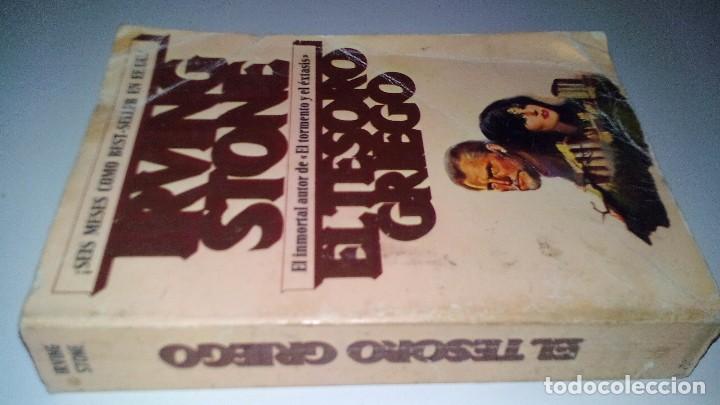 ¡SEIS MESES COMO BEST-SELLER EN EE.UU.!
IRVING
STONE
El inmortal autor de «El tormento y el éxtasis»
EL TESORO
GRIEGO
IRVING
STONE
EL TESORO GRIEGO
todocoleccion.net